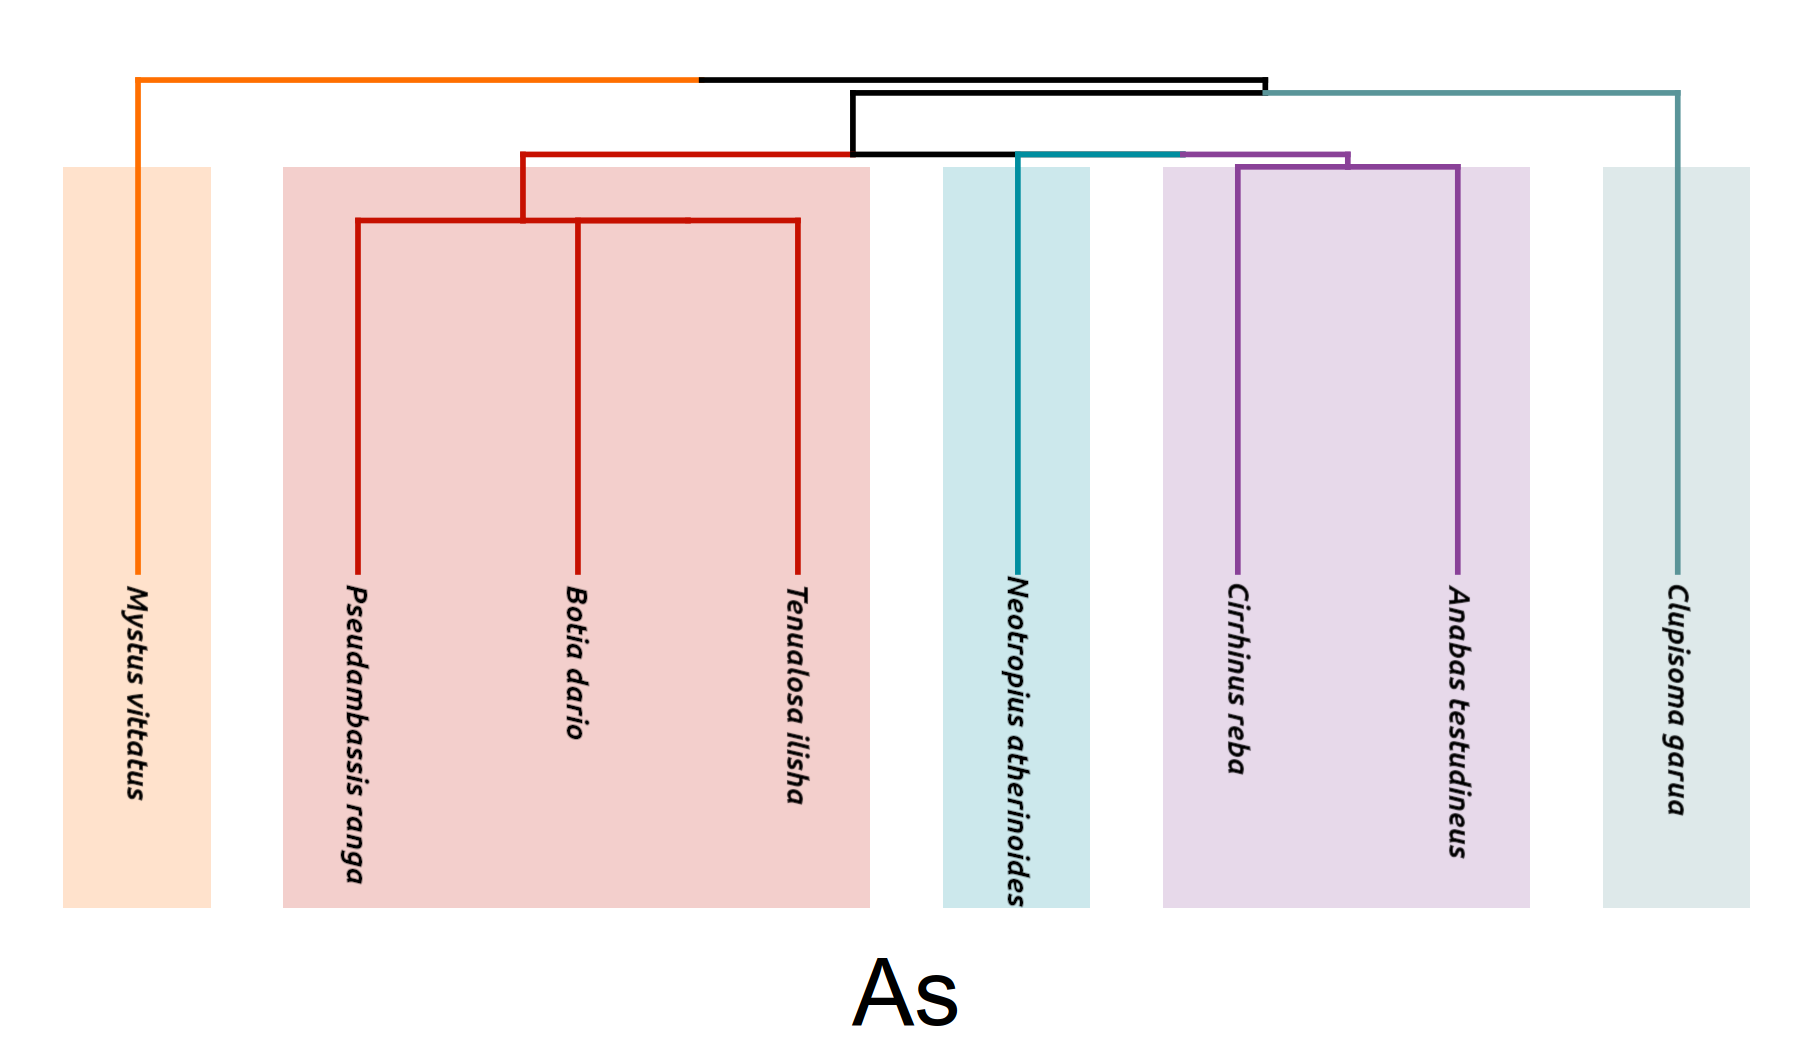 Mystus vittatus
Pseudambassis ranga
Botia dario
Tenualosa ilisha
Neotropius atherinoides
Cirrhinus reba
Anabas testudineus
Clupisoma garua
As